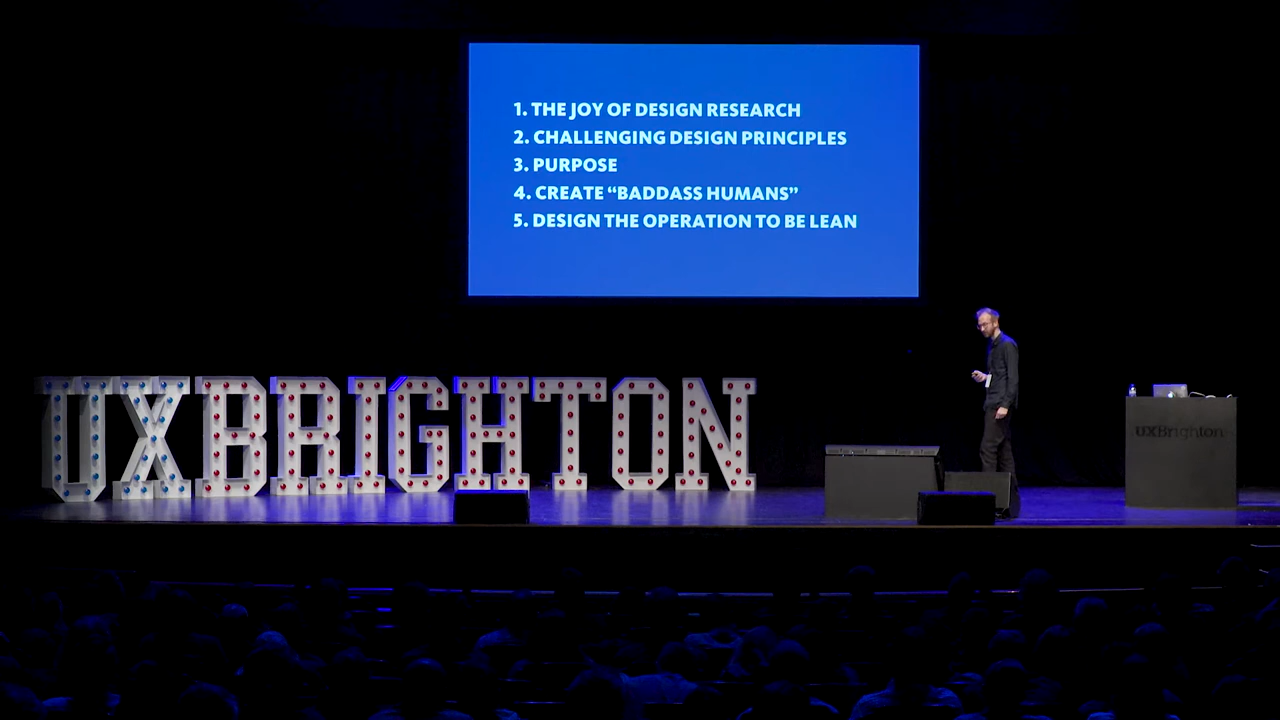 1. THE JOY OF DESIGN RESEARCH
2. CHALLENGING DESIGN PRINCIPLES
3. PURPOSE
4. CREATE “BADDASS HUMANS”
5. DESIGN THE OPERATION TO BE LEAN
UXBRIGHTON
UXBrighton